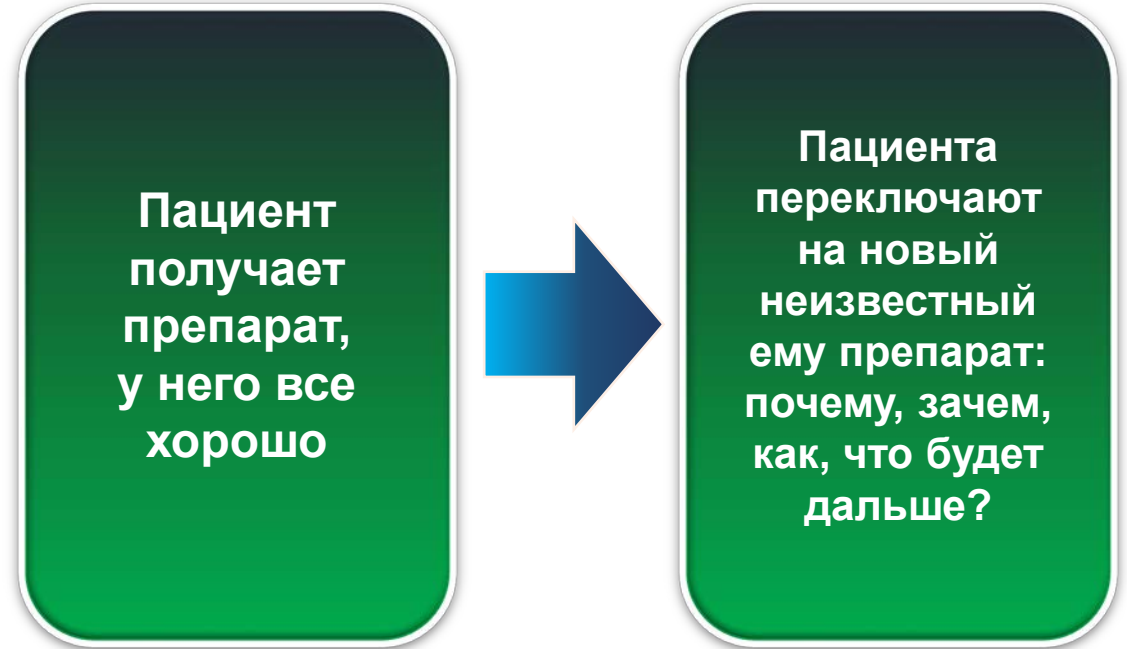 Пациент
получает
препарат,
у него все
хорошо
Пациента
переключают
на новый
неизвестный
ему препарат:
почему, зачем,
как, что будет
дальше?